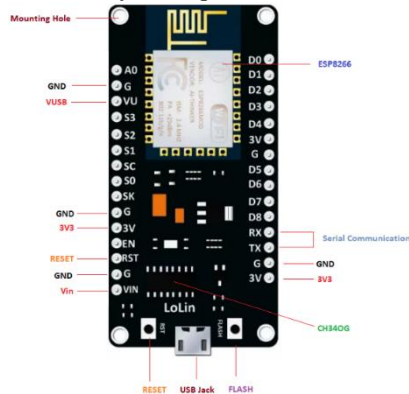 Mounting Hole
ESP8266
GND
VUSB
A0
G
VU
S3
S2
S1
SC
S0
SK
G
3V
EN
RST
G
VIN
D0
D1
D2
D3
D4
3V
G
D5
D6
D7
D8
RX
TX
G
3V
GND
3V3
RESET
GND
Vin
Serial Communication
GND
3V3
LoLin
RST
FLASH
CH34OG
RESET
USB Jack
FLASH